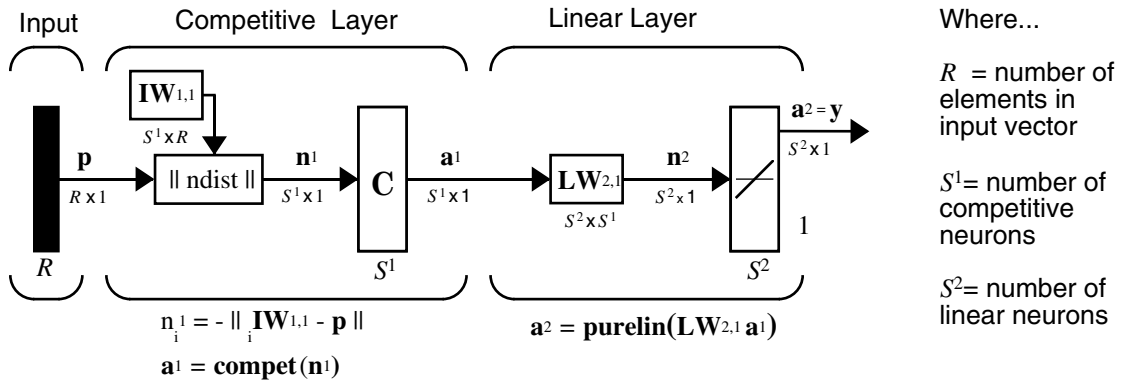 Input
Competitive Layer
Linear Layer
Where...
R = number of
elements in
input vector
S¹= number of
competitive
neurons
S²= number of
linear neurons
IW1,1
S¹ x R
p
R x 1
|| ndist ||
n¹
S¹ x 1
C
a¹
S¹ x 1
LW2,1
S² x S¹
n²
S² x 1
a² = y
S² x 1
1
R
S¹
S²
nᵢ¹ = - || ᵢIW1,1 - p ||
a¹ = compet(n¹)
a² = purelin(LW2,1 a¹)